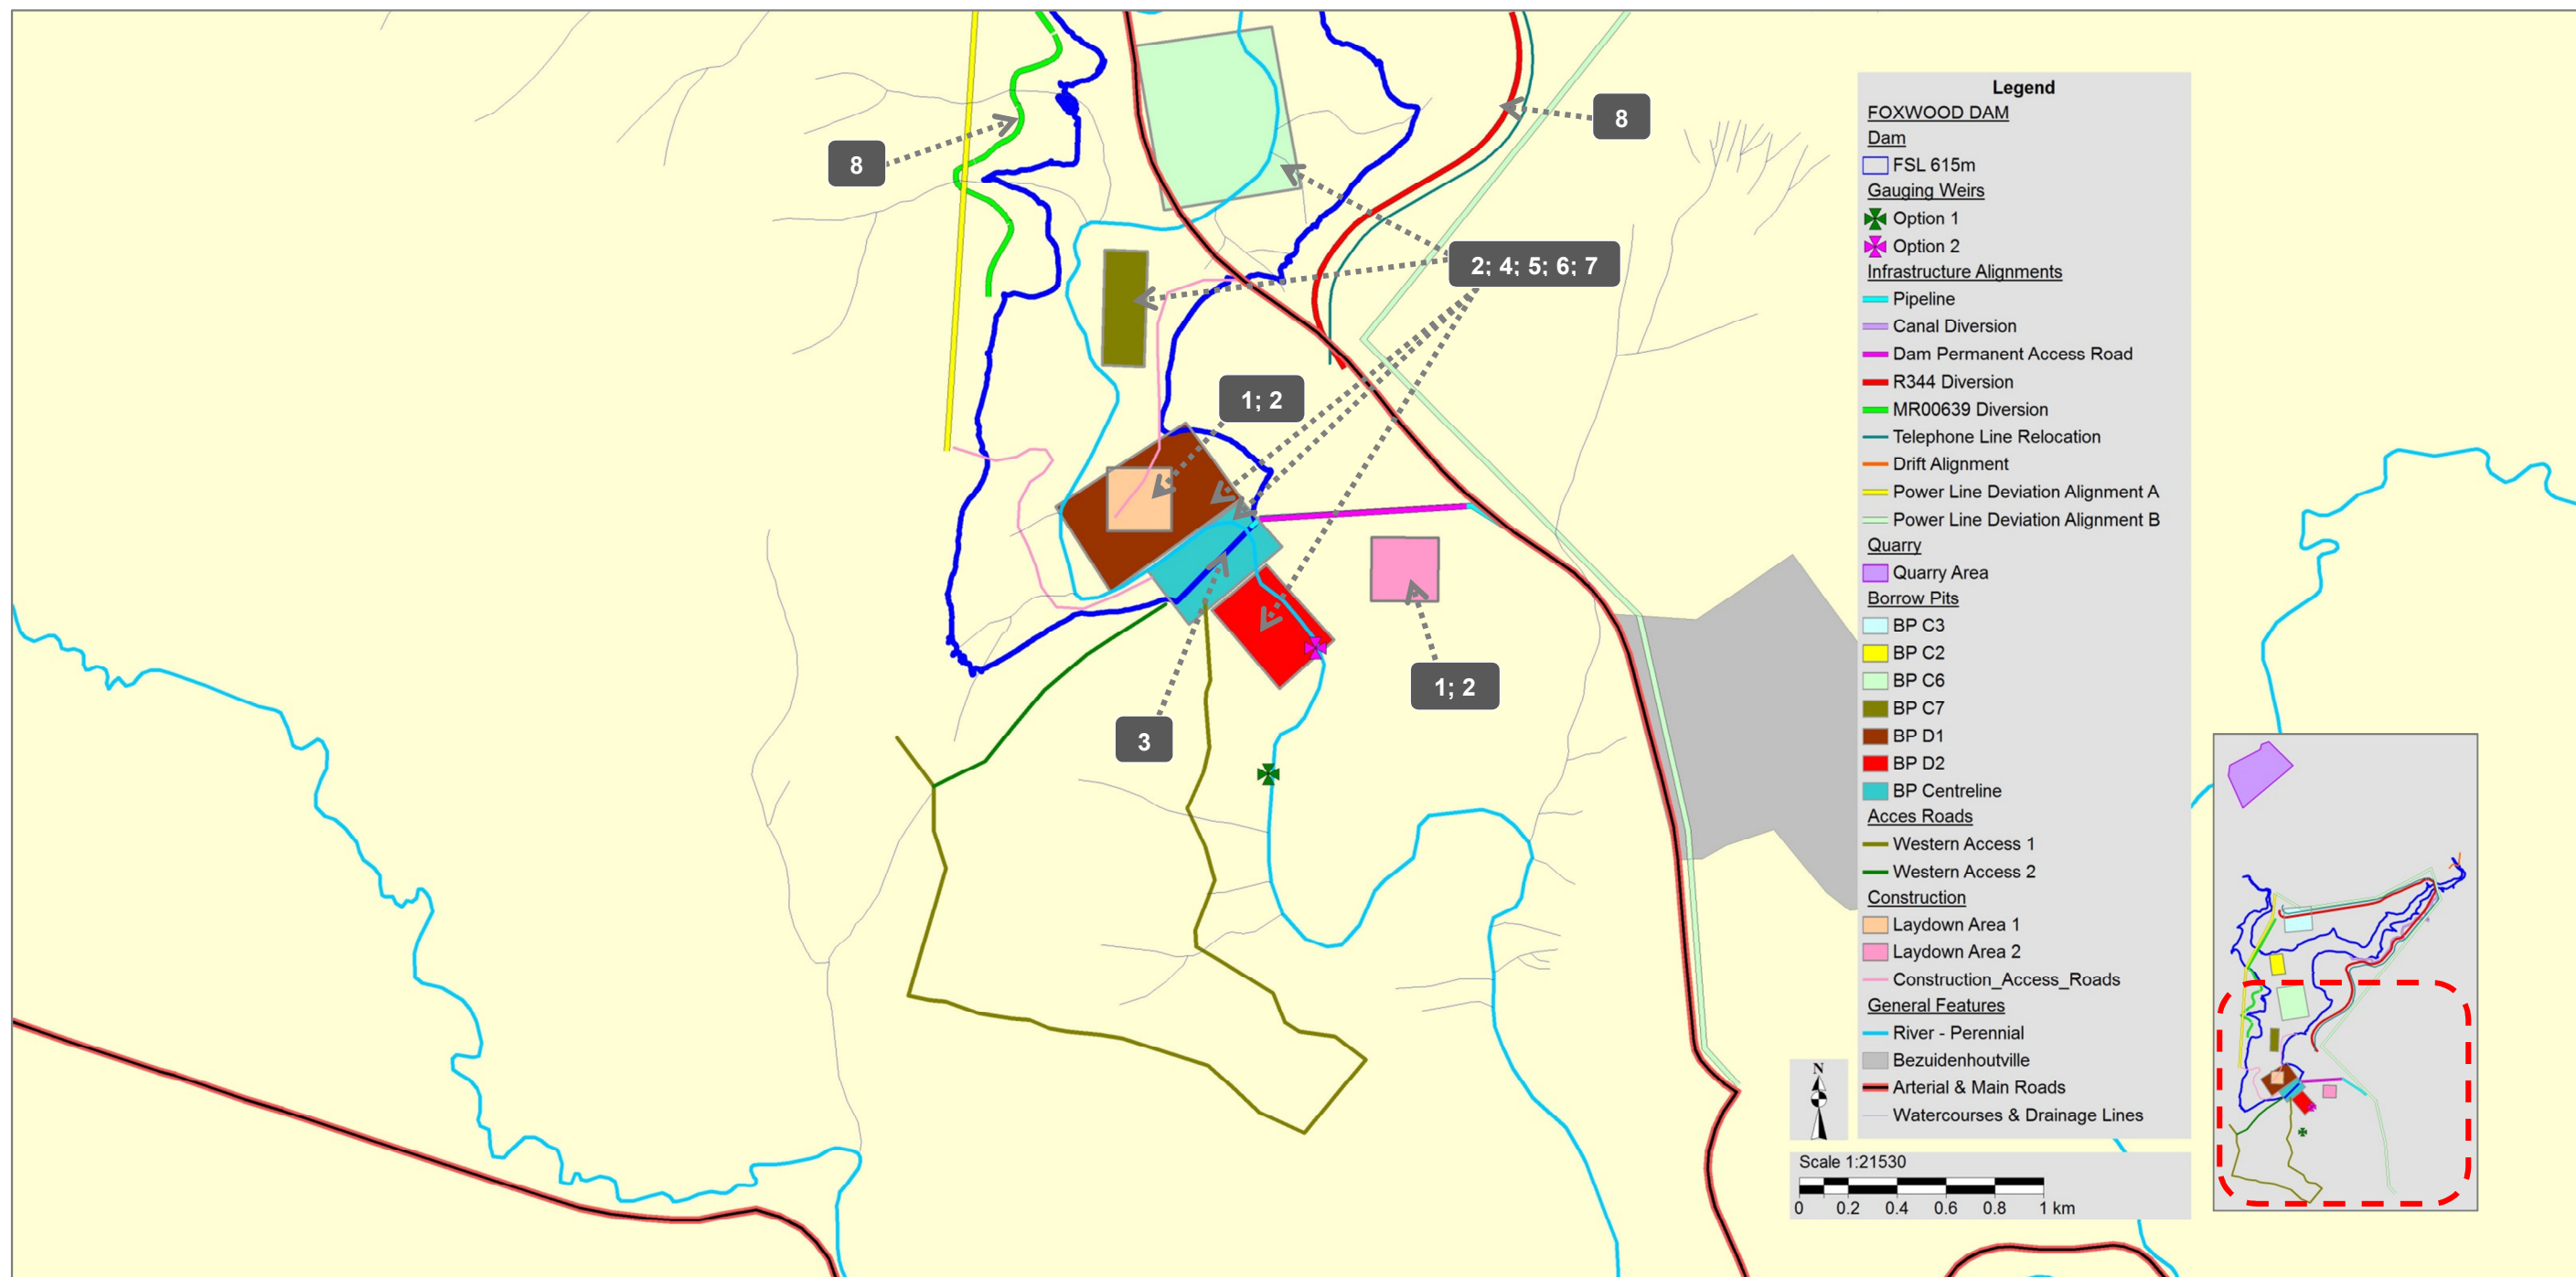 8
8
2; 4; 5; 6; 7
1; 2
1; 2
3
Legend
FOXWOOD DAM
Dam
FSL 615m
Gauging Weirs
Option 1
Option 2
Infrastructure Alignments
Pipeline
Canal Diversion
Dam Permanent Access Road
R344 Diversion
MR00639 Diversion
Telephone Line Relocation
Drift Alignment
Power Line Deviation Alignment A
Power Line Deviation Alignment B
Quarry
Quarry Area
Borrow Pits
BP C3
BP C2
BP C6
BP C7
BP D1
BP D2
BP Centreline
Acces Roads
Western Access 1
Western Access 2
Construction
Laydown Area 1
Laydown Area 2
Construction_Access_Roads
General Features
River - Perennial
Bezuidenhoutville
Arterial & Main Roads
Watercourses & Drainage Lines
N
Scale 1:21530
0 0.2 0.4 0.6 0.8 1 km